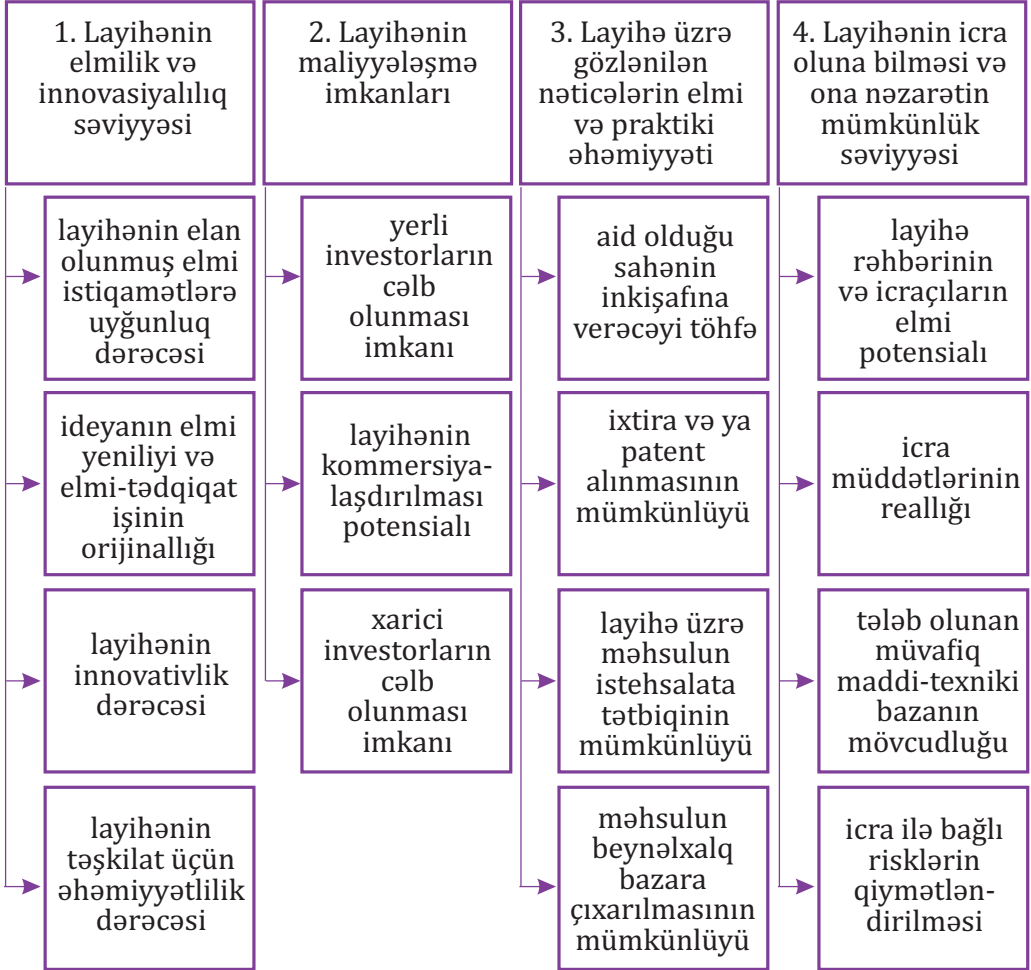 1. Layihənin
elmilik və
innovasiyalılıq
səviyyəsi
layihənin elan
olunmuş elmi
istiqamətlərə
uyğunluq
dərəcəsi
ideyanın elmi
yeniliyi və
elmi-tədqiqat
işinin
orijinallığı
layihənin
innovativlik
dərəcəsi
layihənin
təşkilat üçün
əhəmiyyətlilik
dərəcəsi
2. Layihənin
maliyyələşmə
imkanları
yerli
investorların
cəlb
olunması
imkanı
layihənin
kommersiya-
laşdırılması
potensialı
xarici
investorların
cəlb
olunması
imkanı
3. Layihə üzrə
gözlənilən
nəticələrin elmi
və praktiki
əhəmiyyəti
aid olduğu
sahənin
inkişafına
verəcəyi töhfə
ixtira və ya
patent
alınmasının
mümkünlüyü
layihə üzrə
məhsulun
istehsalata
tətbiqinin
mümkünlüyü
məhsulun
beynəlxalq
bazara
çıxarılmasının
mümkünlüyü
4. Layihənin icra
oluna bilməsi və
ona nəzarətin
mümkünlük
səviyyəsi
layihə
rəhbərinin
və icraçıların
elmi
potensialı
icra
müddətlərinin
reallığı
tələb olunan
müvafiq
maddi-texniki
bazanın
mövcudluğu
icra ilə bağlı
risklərin
qiymətlən-
dirilməsi